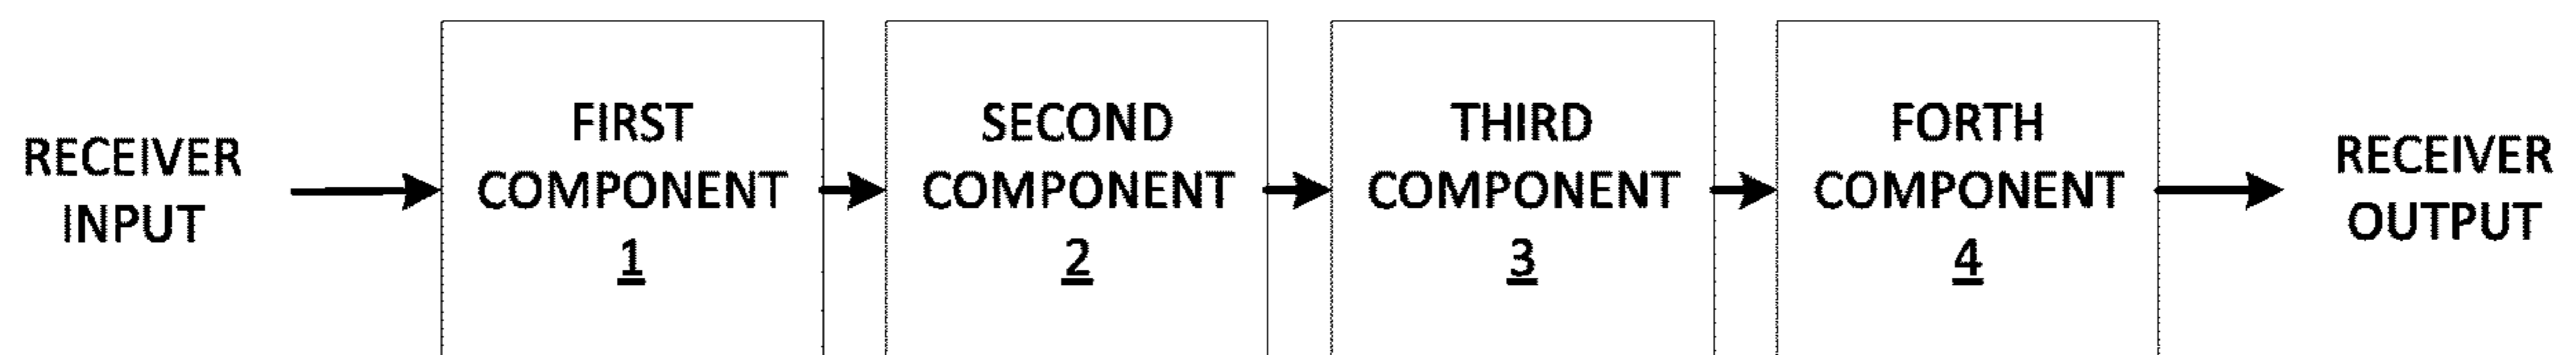 RECEIVER
INPUT
FIRST
COMPONENT
1
SECOND
COMPONENT
2
THIRD
COMPONENT
3
FORTH
COMPONENT
4
RECEIVER
OUTPUT